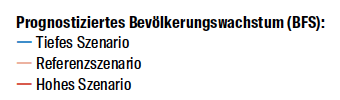 Prognostiziertes Bevölkerungswachstum (BFS):
Tiefes Szenario
Referenzszenario
Hohes Szenario